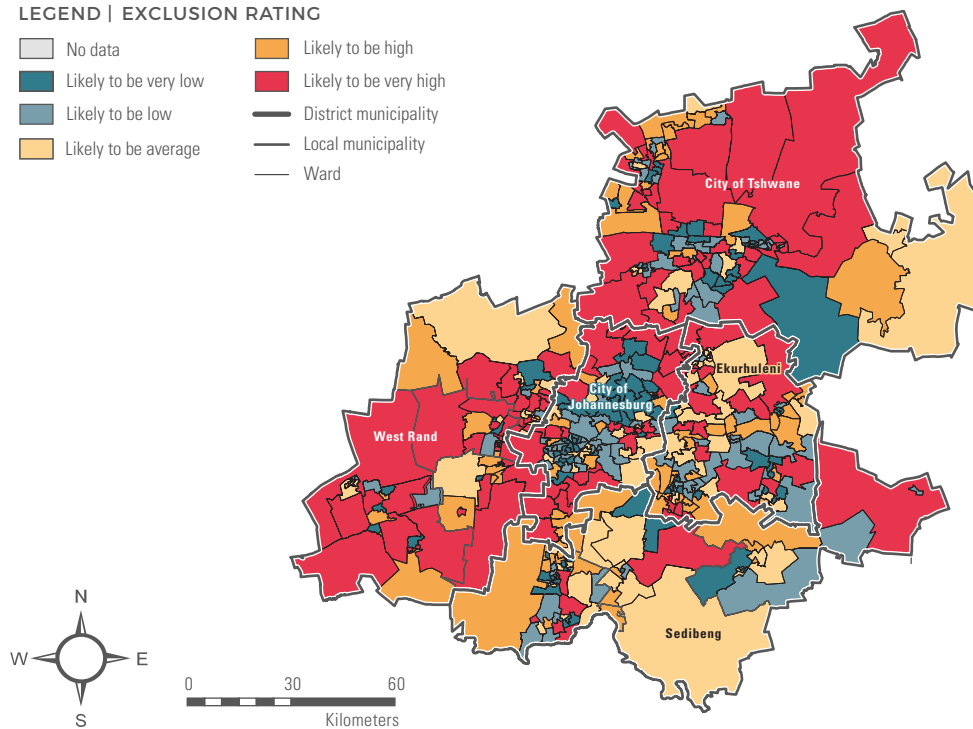 LEGEND | EXCLUSION RATING
No data
Likely to be very low
Likely to be low
Likely to be average
Likely to be high
Likely to be very high
District municipality
Local municipality
Ward
City of Tshwane
Ekurhuleni
City of
Johannesburg
West Rand
Sedibeng
N
W
E
S
0 30 60
Kilometers